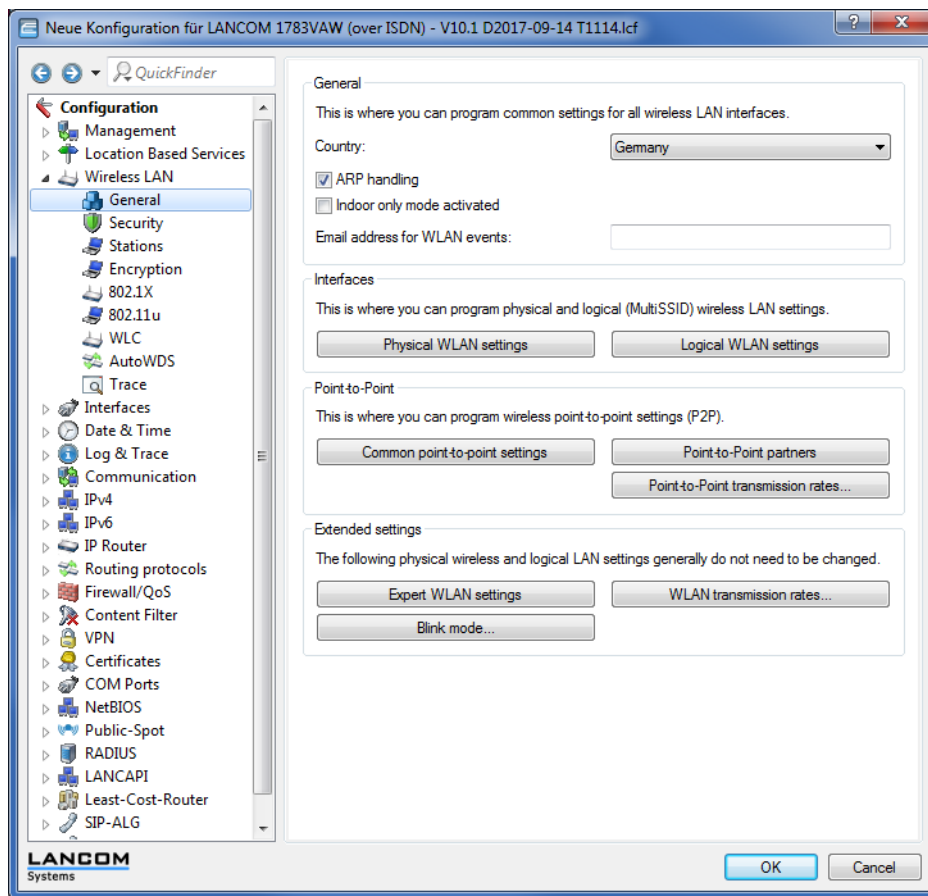 Neue Konfiguration für LANCOM 1783VAW (over ISDN) - V10.1 D2017-09-14 T1114.lcf
QuickFinder
Configuration
Management
Location Based Services
Wireless LAN
General
Security
Stations
Encryption
802.1X
802.11u
WLC
AutoWDS
Trace
Interfaces
Date & Time
Log & Trace
Communication
IPv4
IPv6
IP Router
Routing protocols
Firewall/QoS
Content Filter
VPN
Certificates
COM Ports
NetBIOS
Public-Spot
RADIUS
LANCAPI
Least-Cost-Router
SIP-ALG
General
This is where you can program common settings for all wireless LAN interfaces.
Country: Germany
ARP handling
Indoor only mode activated
Email address for WLAN events:
Interfaces
This is where you can program physical and logical (MultiSSID) wireless LAN settings.
Physical WLAN settings Logical WLAN settings
Point-to-Point
This is where you can program wireless point-to-point settings (P2P).
Common point-to-point settings Point-to-Point partners
Point-to-Point transmission rates...
Extended settings
The following physical wireless and logical LAN settings generally do not need to be changed.
Expert WLAN settings WLAN transmission rates...
Blink mode...
LANCOM
Systems
OK Cancel